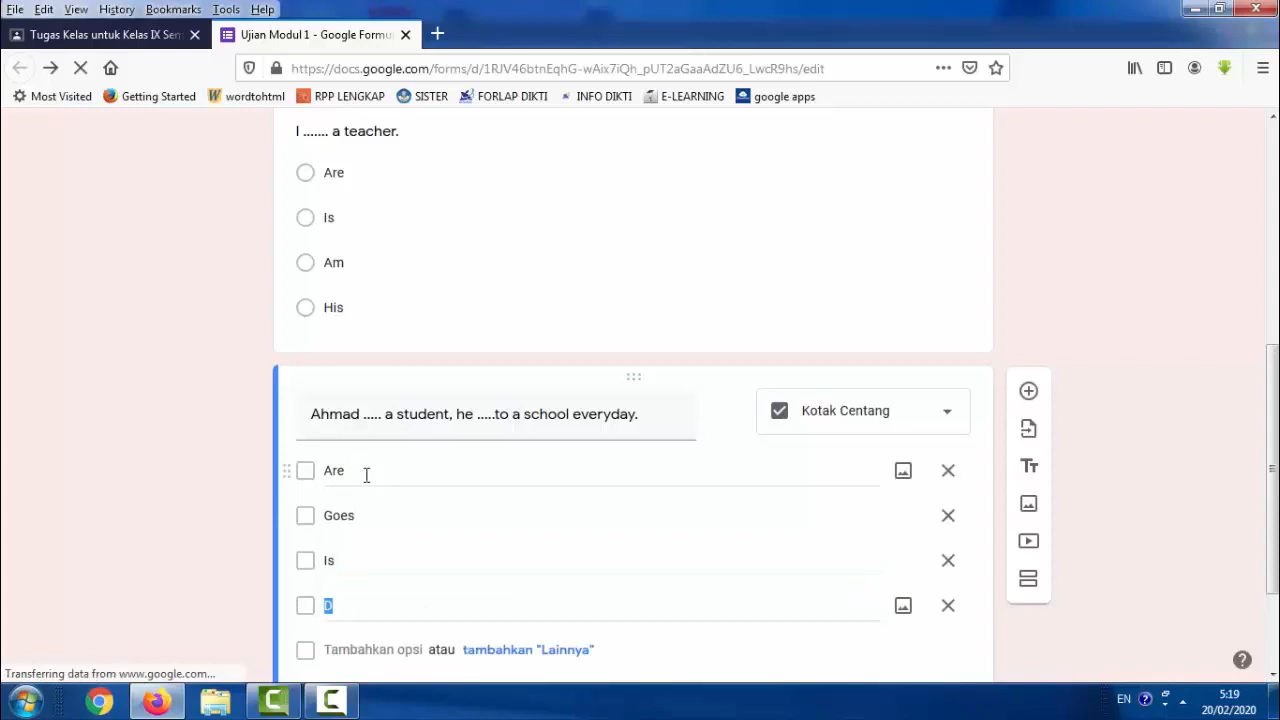 File Edit View History Bookmarks Tools Help
Tugas Kelas untuk Kelas IX Sem
Ujian Modul 1 - Google Formu
https://docs.google.com/forms/d/1RJV46btnEqhG-wAix7iQh_pUT2aGaaAdZU6_LwcR9hs/edit
Most Visited Getting Started wordtohtml RPP LENGKAP SISTER FORLAP DIKTI INFO DIKTI E-LEARNING google apps
I ....... a teacher.
Are
Is
Am
His
Ahmad ..... a student, he .....to a school everyday.
Kotak Centang
Are
Goes
Is
D
Tambahkan opsi atau tambahkan "Lainnya"
Transferring data from www.google.com...
EN
5:19
20/02/2020